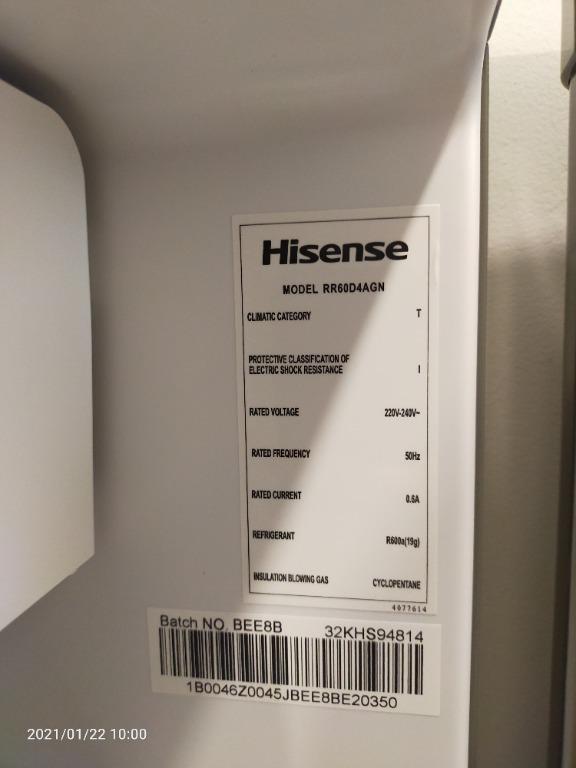 Hisense
MODEL RR60D4AGN
CLIMATIC CATEGORY T
PROTECTIVE CLASSIFICATION OF
ELECTRIC SHOCK RESISTANCE I
RATED VOLTAGE 220V-240V~
RATED FREQUENCY 50Hz
RATED CURRENT 0.6A
REFRIGERANT R600a(19g)
INSULATION BLOWING GAS CYCLOPENTANE
4077614
Batch NO. BEE8B 32KHS94814
1B0046Z0045JBEE8BE20350
2021/01/22 10:00